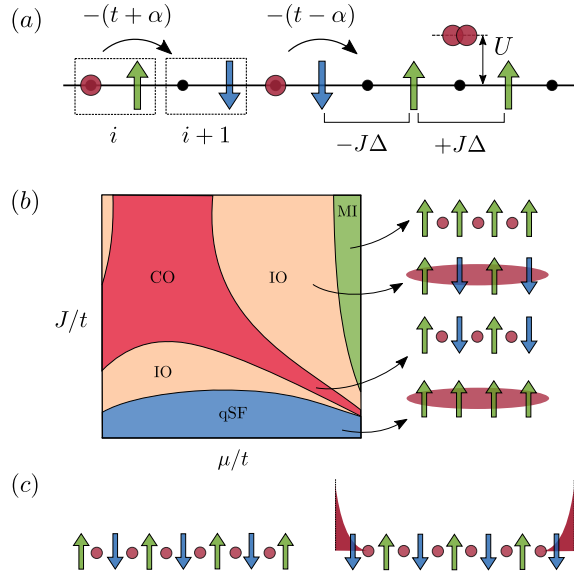 (a)
−(t + α) −(t − α)
U
i i + 1 −JΔ +JΔ
(b)
MI
CO IO
J/t
IO
qSF
μ/t
(c)